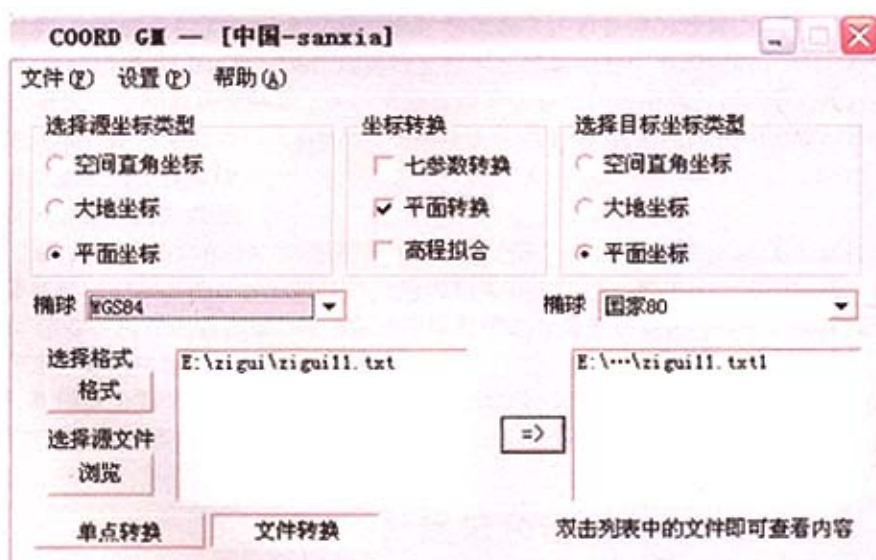 COORD GM — [中国-sanxia]
文件(F) 设置(P) 帮助(A)
选择源坐标类型 坐标转换 选择目标坐标类型
空间直角坐标 七参数转换 空间直角坐标
大地坐标 平面转换 大地坐标
平面坐标 高程拟合 平面坐标
椭球 WGS84 椭球 国家80
选择格式
格式
E:\zigui\zigui11.txt
E:\…\zigui11.txt1
=>
选择源文件
浏览
单点转换 文件转换 双击列表中的文件即可查看内容